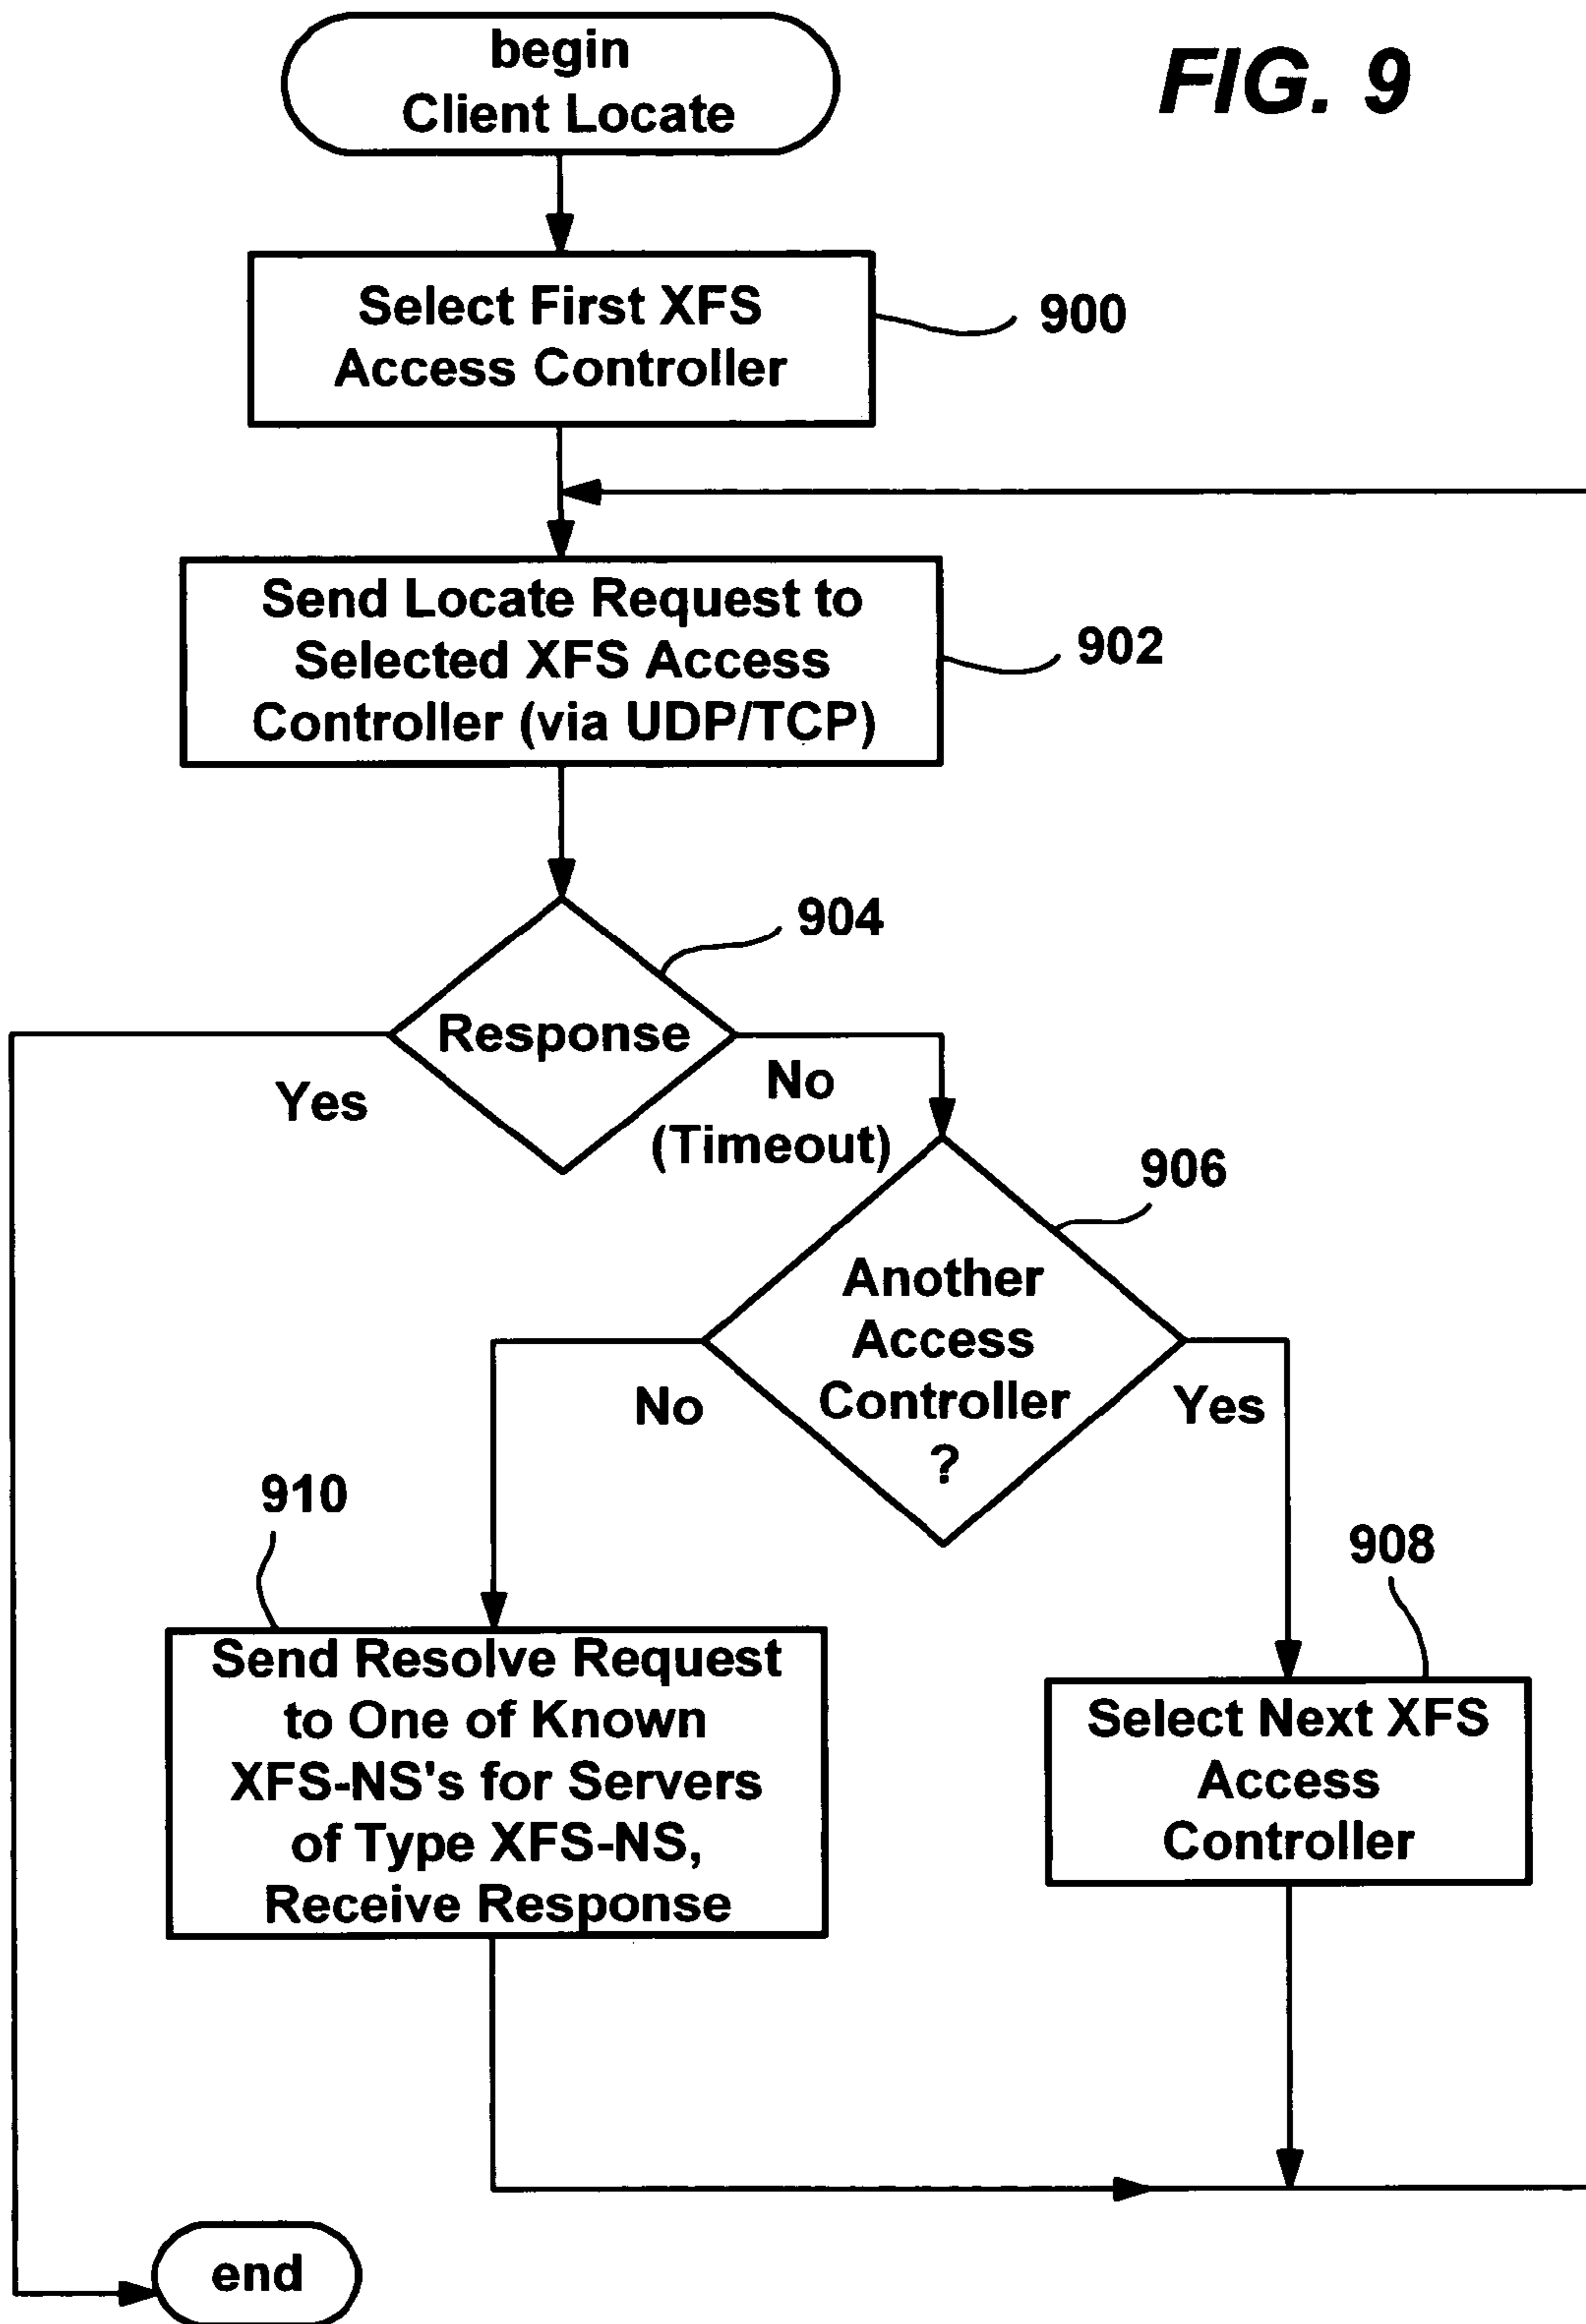 begin
Client Locate
FIG. 9
Select First XFS
Access Controller
900
Send Locate Request to
Selected XFS Access
Controller (via UDP/TCP)
902
904
Response
Yes
No
(Timeout)
906
Another
Access
Controller
?
No
Yes
910
908
Send Resolve Request
to One of Known
XFS-NS's for Servers
of Type XFS-NS,
Receive Response
Select Next XFS
Access
Controller
end